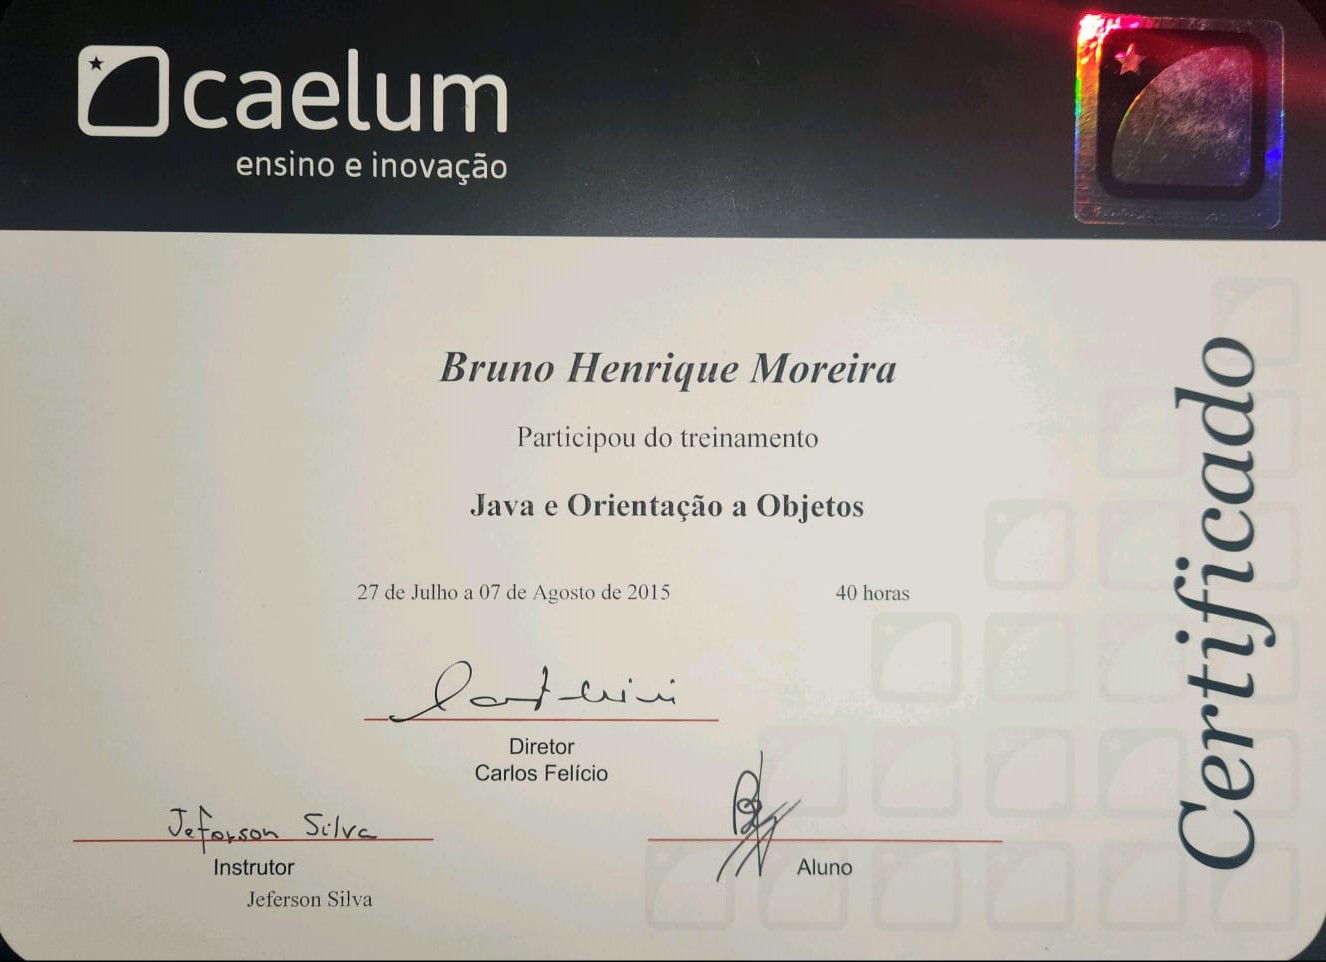 caelum
ensino e inovação
Bruno Henrique Moreira
Participou do treinamento
Java e Orientação a Objetos
27 de Julho a 07 de Agosto de 2015 40 horas
Certificado
Diretor
Carlos Felício
Jeferson Silva
Instrutor
Jeferson Silva
Aluno